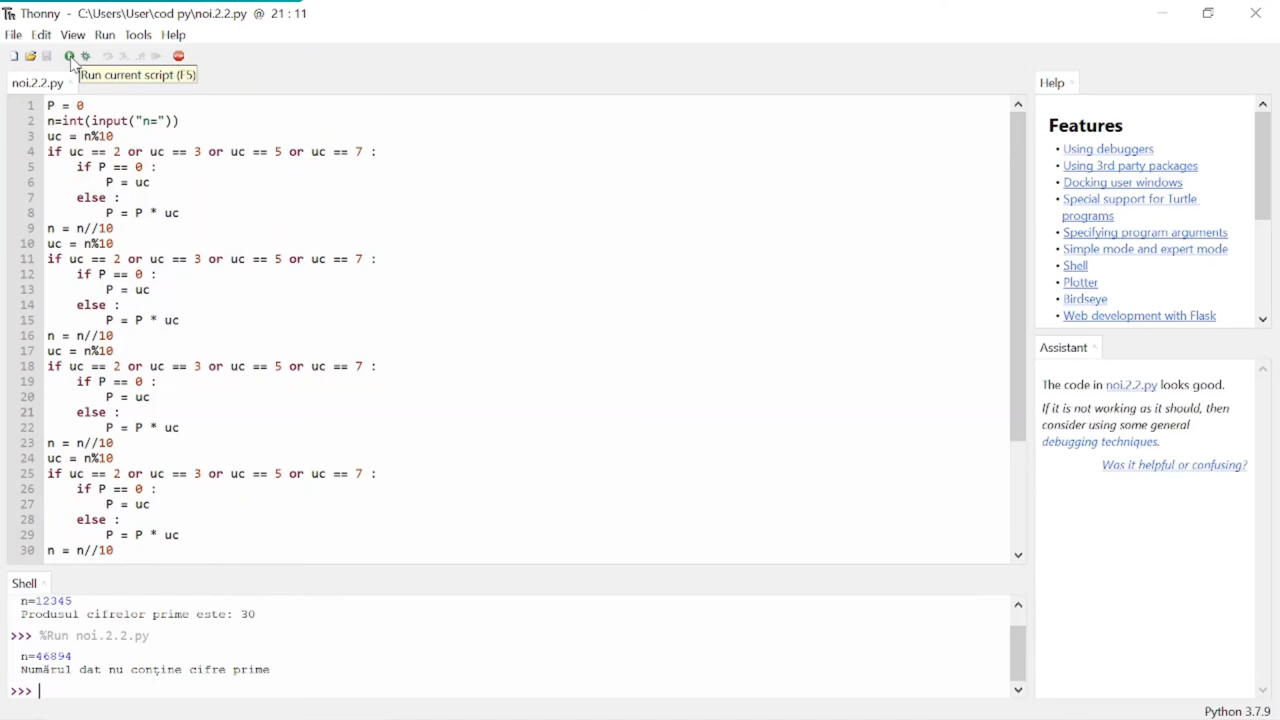 Thonny - C:\Users\User\cod py\noi.2.2.py @ 21 : 11
File Edit View Run Tools Help
Run current script (F5)
noi.2.2.py
1 P = 0
2 n=int(input("n="))
3 uc = n%10
4 if uc == 2 or uc == 3 or uc == 5 or uc == 7 :
5 if P == 0 :
6 P = uc
7 else :
8 P = P * uc
9 n = n//10
10 uc = n%10
11 if uc == 2 or uc == 3 or uc == 5 or uc == 7 :
12 if P == 0 :
13 P = uc
14 else :
15 P = P * uc
16 n = n//10
17 uc = n%10
18 if uc == 2 or uc == 3 or uc == 5 or uc == 7 :
19 if P == 0 :
20 P = uc
21 else :
22 P = P * uc
23 n = n//10
24 uc = n%10
25 if uc == 2 or uc == 3 or uc == 5 or uc == 7 :
26 if P == 0 :
27 P = uc
28 else :
29 P = P * uc
30 n = n//10
Shell
n=12345
Produsul cifrelor prime este: 30
>>> %Run noi.2.2.py
n=46894
Numărul dat nu conține cifre prime
>>>
Help
Features
• Using debuggers
• Using 3rd party packages
• Docking user windows
• Special support for Turtle
programs
• Specifying program arguments
• Simple mode and expert mode
• Shell
• Plotter
• Birdseye
• Web development with Flask
Assistant
The code in noi.2.2.py looks good.
If it is not working as it should, then
consider using some general
debugging techniques.
Was it helpful or confusing?
Python 3.7.9